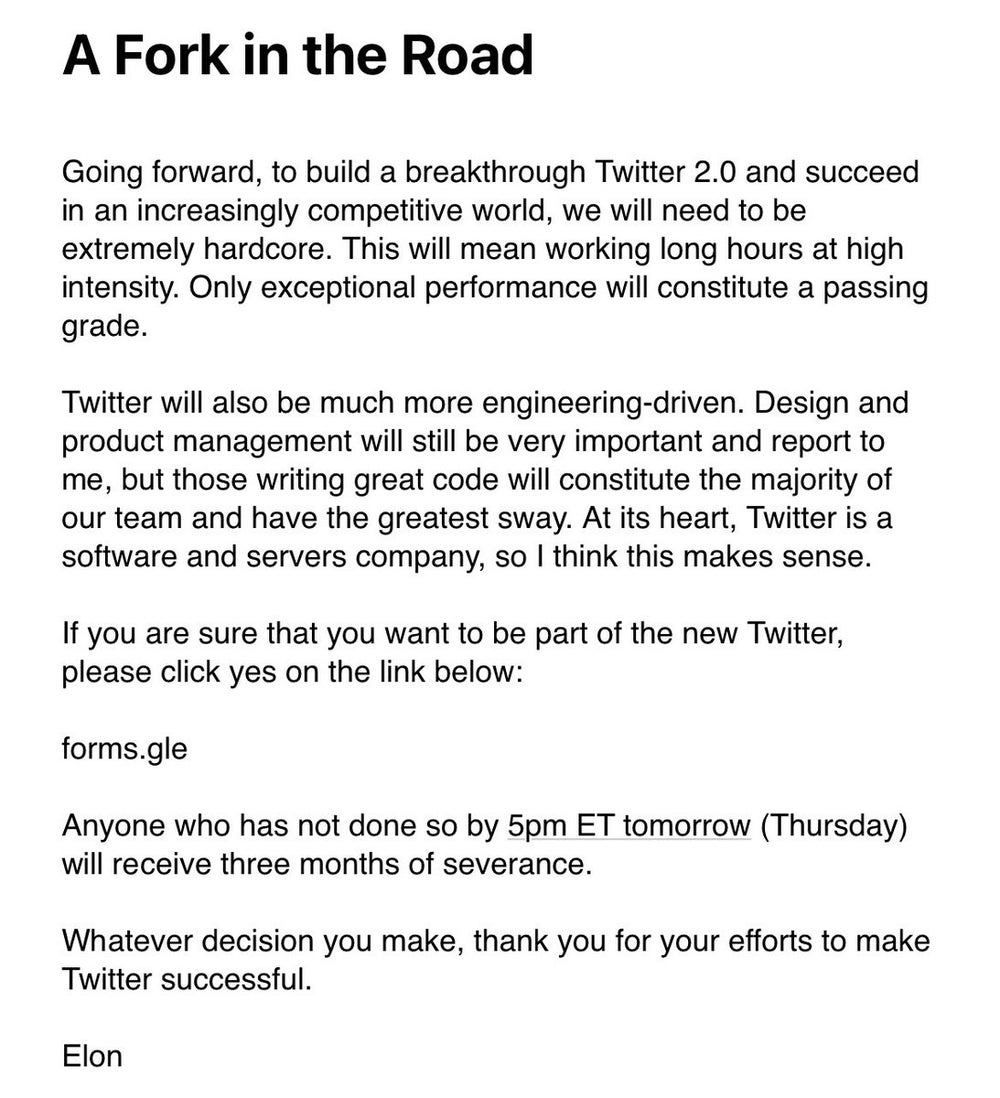 A Fork in the Road
Going forward, to build a breakthrough Twitter 2.0 and succeed
in an increasingly competitive world, we will need to be
extremely hardcore. This will mean working long hours at high
intensity. Only exceptional performance will constitute a passing
grade.
Twitter will also be much more engineering-driven. Design and
product management will still be very important and report to
me, but those writing great code will constitute the majority of
our team and have the greatest sway. At its heart, Twitter is a
software and servers company, so I think this makes sense.
If you are sure that you want to be part of the new Twitter,
please click yes on the link below:
forms.gle
Anyone who has not done so by 5pm ET tomorrow (Thursday)
will receive three months of severance.
Whatever decision you make, thank you for your efforts to make
Twitter successful.
Elon